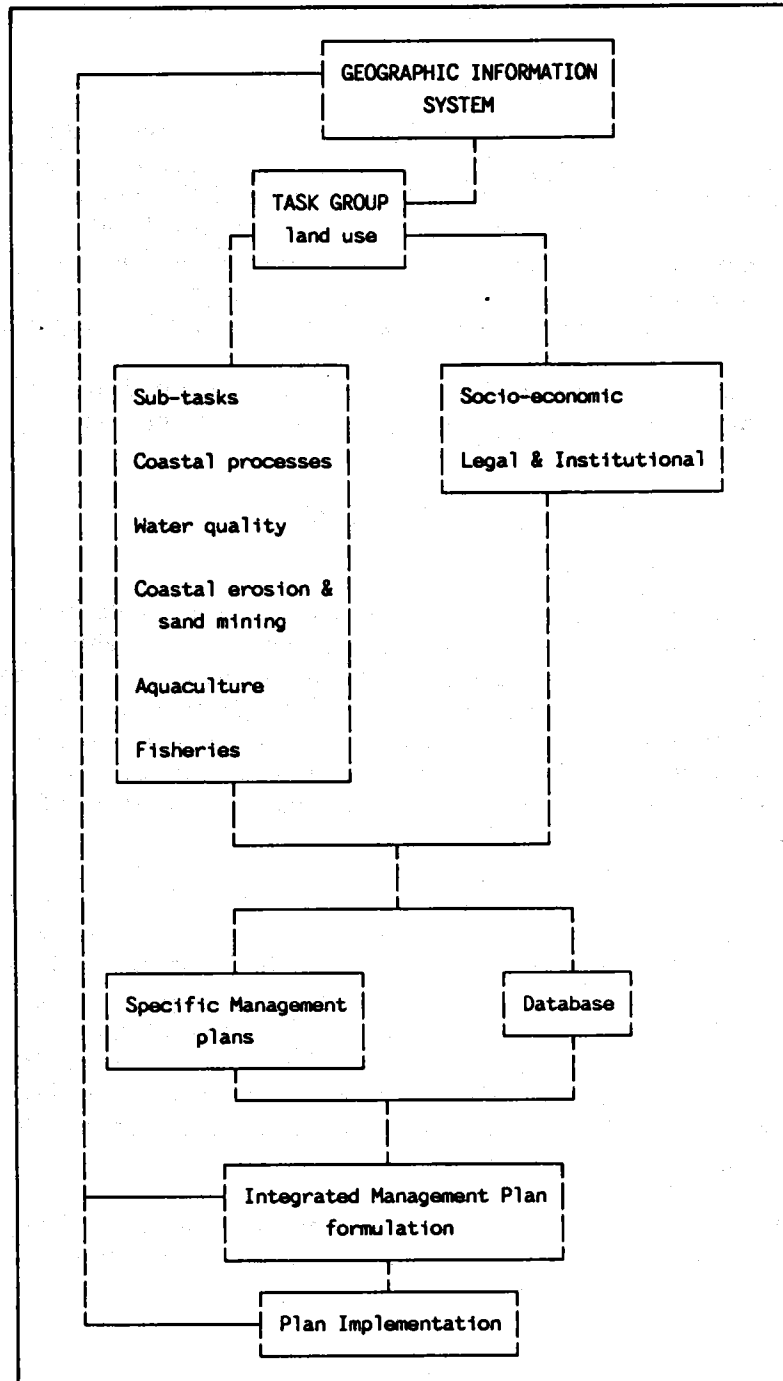 GEOGRAPHIC INFORMATION
SYSTEM
TASK GROUP
land use
Sub-tasks
Coastal processes
Water quality
Coastal erosion &
sand mining
Aquaculture
Fisheries
Socio-economic
Legal & Institutional
Specific Management
plans
Database
Integrated Management Plan
formulation
Plan Implementation